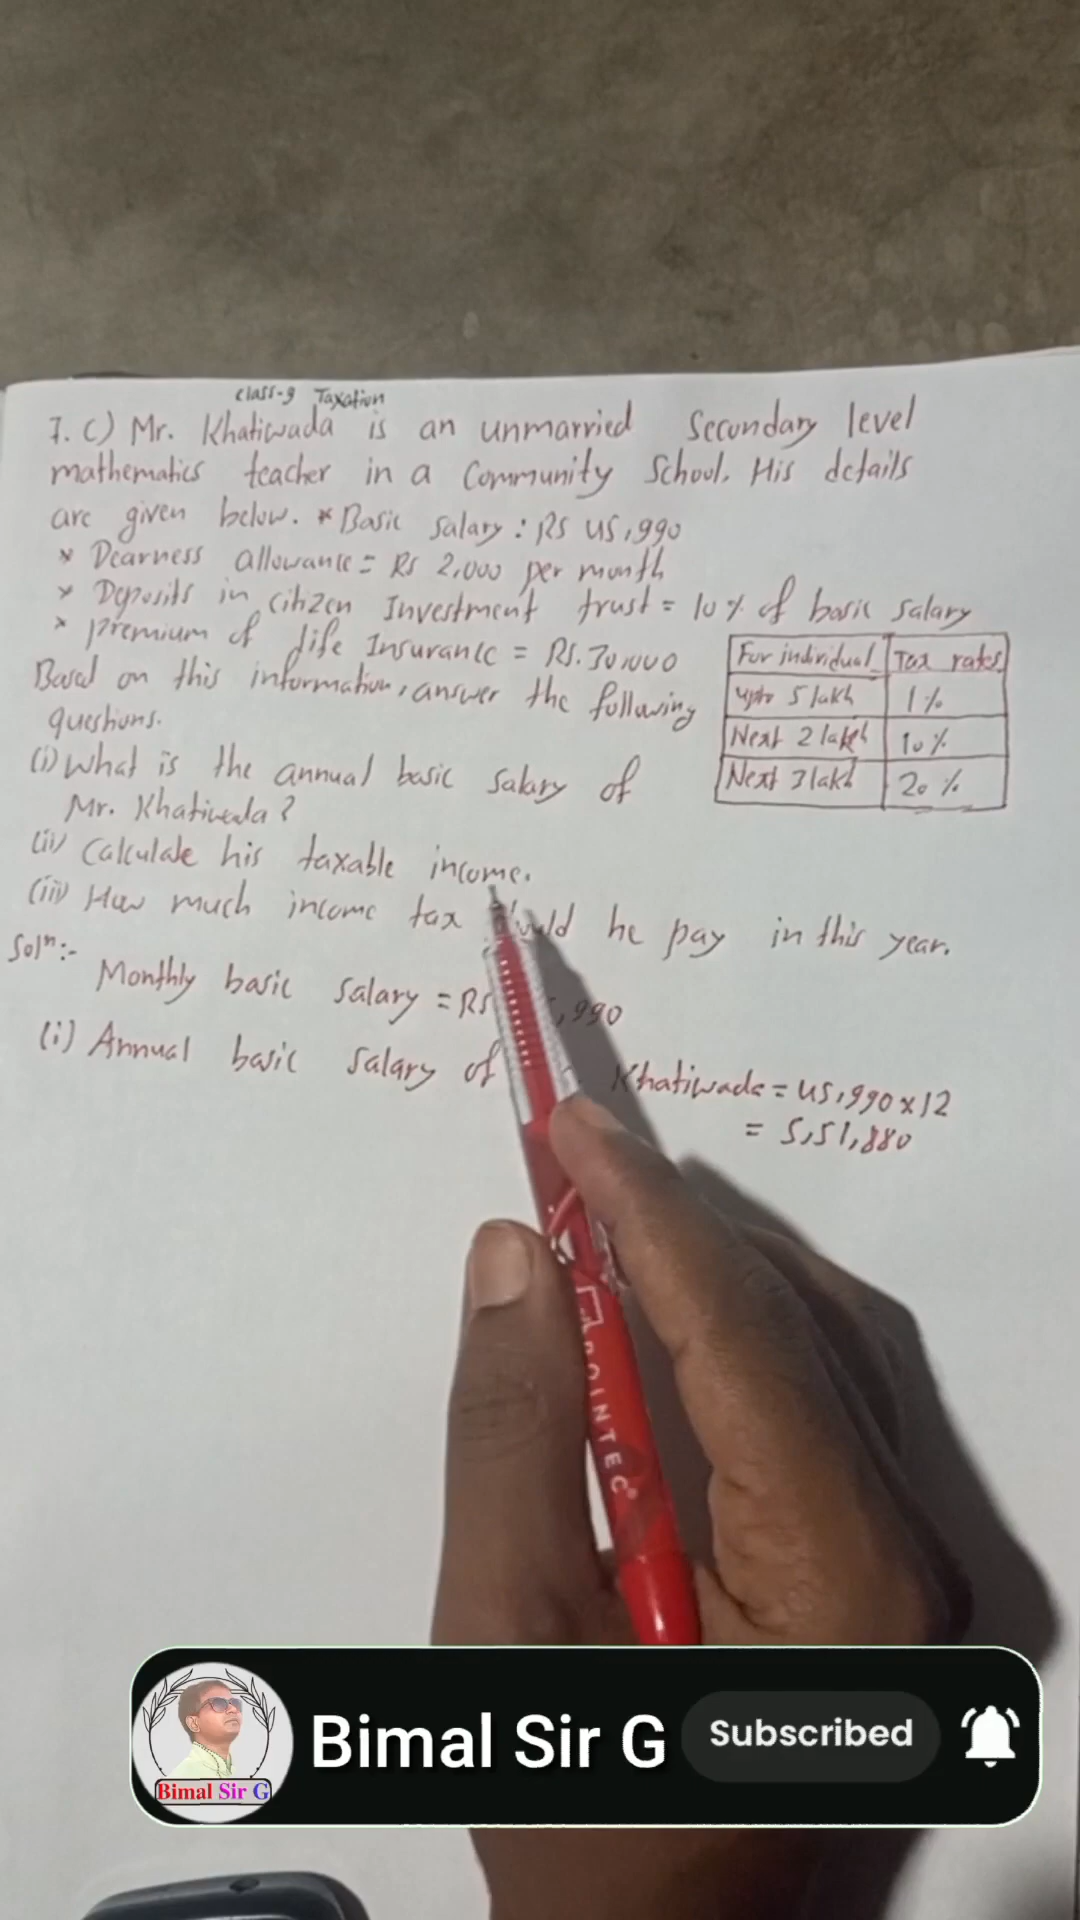 Class-9 Taxation
7. c) Mr. Khatiwada is an unmarried Secondary level
mathematics teacher in a Community School. His details
are given below. * Basic salary : Rs 45,990
* Dearness allowance = Rs 2,000 per month
* Deposits in citizen Investment trust = 10% of basic salary
* premium of life Insurance = Rs. 30,000
Based on this information, answer the following
questions.
For individual Tax rates
upto 5 lakh 1%
Next 2 lakh 10%
Next 3 lakh 20%
(i) What is the annual basic salary of
Mr. Khatiwada?
(ii) Calculate his taxable income.
(iii) How much income tax should he pay in this year.
Solⁿ:-
Monthly basic salary = Rs 5,990
(i) Annual basic salary of Khatiwada = 45,990 x 12
= 5,51,880
POINTEC
Bimal Sir G
Bimal Sir G
Subscribed